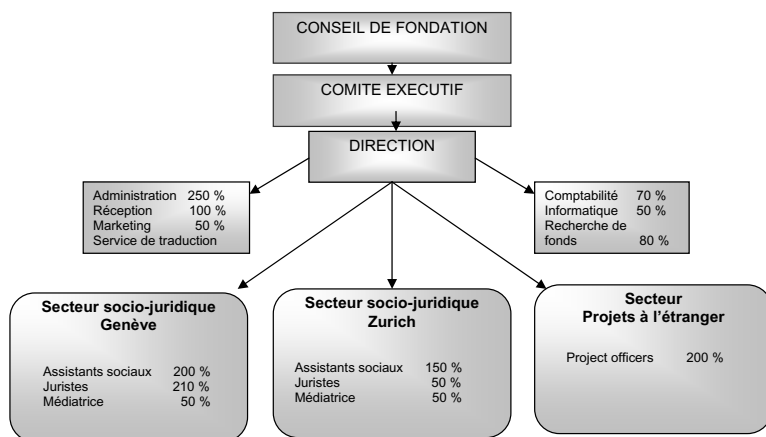 CONSEIL DE FONDATION
COMITE EXECUTIF
DIRECTION
Administration 250 %
Réception 100 %
Marketing 50 %
Service de traduction
Comptabilité 70 %
Informatique 50 %
Recherche de
fonds 80 %
Secteur socio-juridique
Genève
Assistants sociaux 200 %
Juristes 210 %
Médiatrice 50 %
Secteur socio-juridique
Zurich
Assistants sociaux 150 %
Juristes 50 %
Médiatrice 50 %
Secteur
Projets à l’étranger
Project officers 200 %